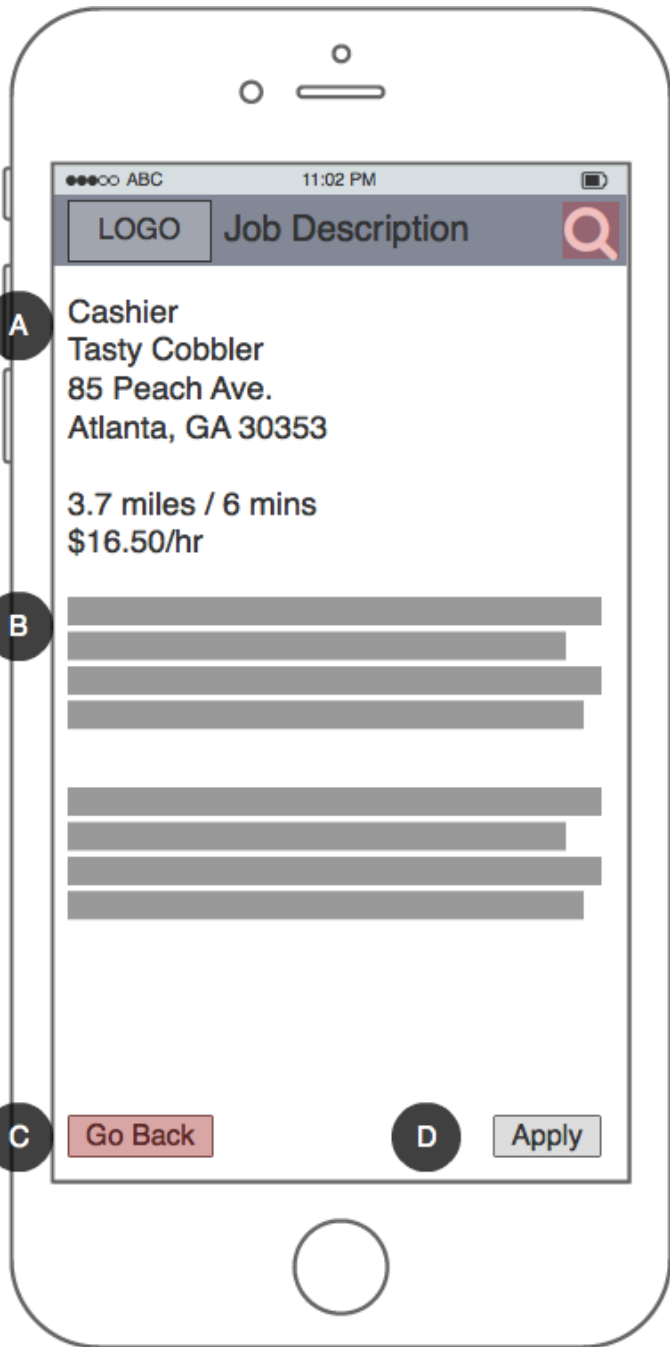 ABC 11:02 PM
LOGO Job Description
A
Cashier
Tasty Cobbler
85 Peach Ave.
Atlanta, GA 30353
3.7 miles / 6 mins
$16.50/hr
B
C Go Back D Apply